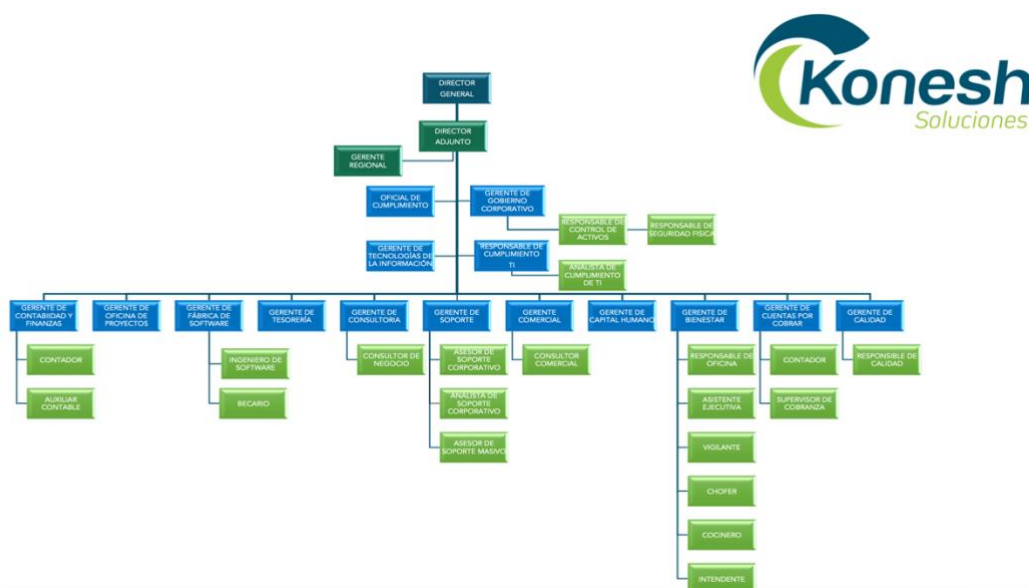 Konesh
Soluciones
DIRECTOR
GENERAL
DIRECTOR
ADJUNTO
GERENTE
REGIONAL
OFICIAL DE
CUMPLIMIENTO
GERENTE DE
GOBIERNO
CORPORATIVO
RESPONSABLE DE
CONTROL DE
ACTIVOS
RESPONSABLE DE
SEGURIDAD FISICA
GERENTE DE
TECNOLOGÍAS DE
LA INFORMACIÓN
RESPONSABLE DE
CUMPLIMIENTO
TI
ANALISTA DE
CUMPLIMIENTO
DE TI
GERENTE DE
CONTABIIDAD Y
FINANZAS
GERENTE DE
OFICINA DE
PROYECTOS
GERENTE DE
FÁBRICA DE
SOFTWARE
GERENTE DE
TESORERÍA
GERENTE DE
CONSULTORIA
GERENTE DE
SOPORTE
GERENTE
COMERCIAL
GERENTE DE
CAPITAL HUMANO
GERENTE DE
BIENESTAR
GERENTE DE
CUENTAS POR
COBRAR
GERENTE DE
CALIDAD
CONTADOR
INGENIERO DE
SOFTWARE
CONSULTOR DE
NEGOCIO
ASESOR DE
SOPORTE
CORPORATIVO
CONSULTOR
COMERCIAL
RESPONSABLE DE
OFICINA
CONTADOR
RESPONSIBLE DE
CALIDAD
AUXILIAR
CONTABLE
BECARIO
ANALISTA DE
SOPORTE
CORPORATIVO
ASISTENTE
EJECUTIVA
SUPERVISOR DE
COBRANZA
ASESOR DE
SOPORTE MASIVO
VIGILANTE
CHOFER
COCINERO
INTENDENTE